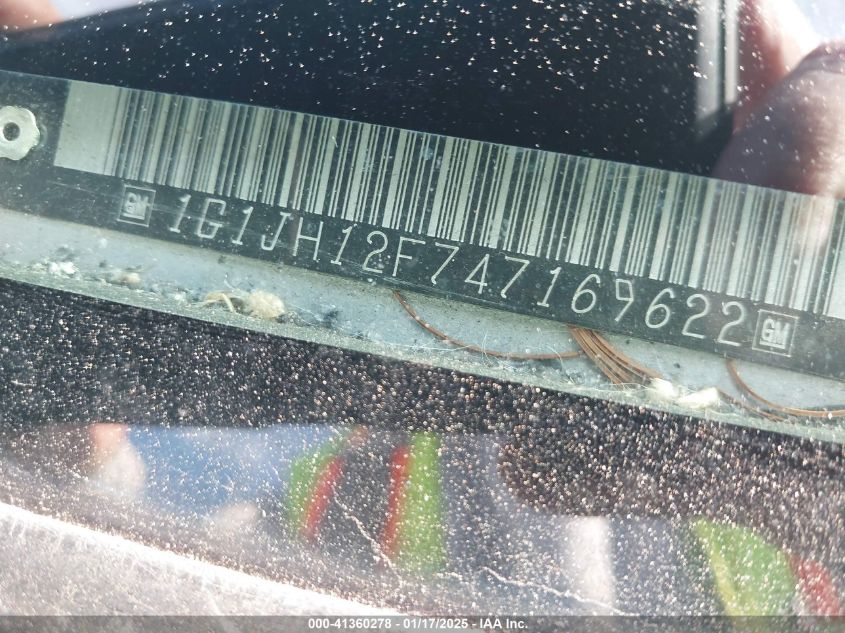 GM 1G1JH12F747169622 GM
000-41360278 - 01/17/2025 - IAA Inc.